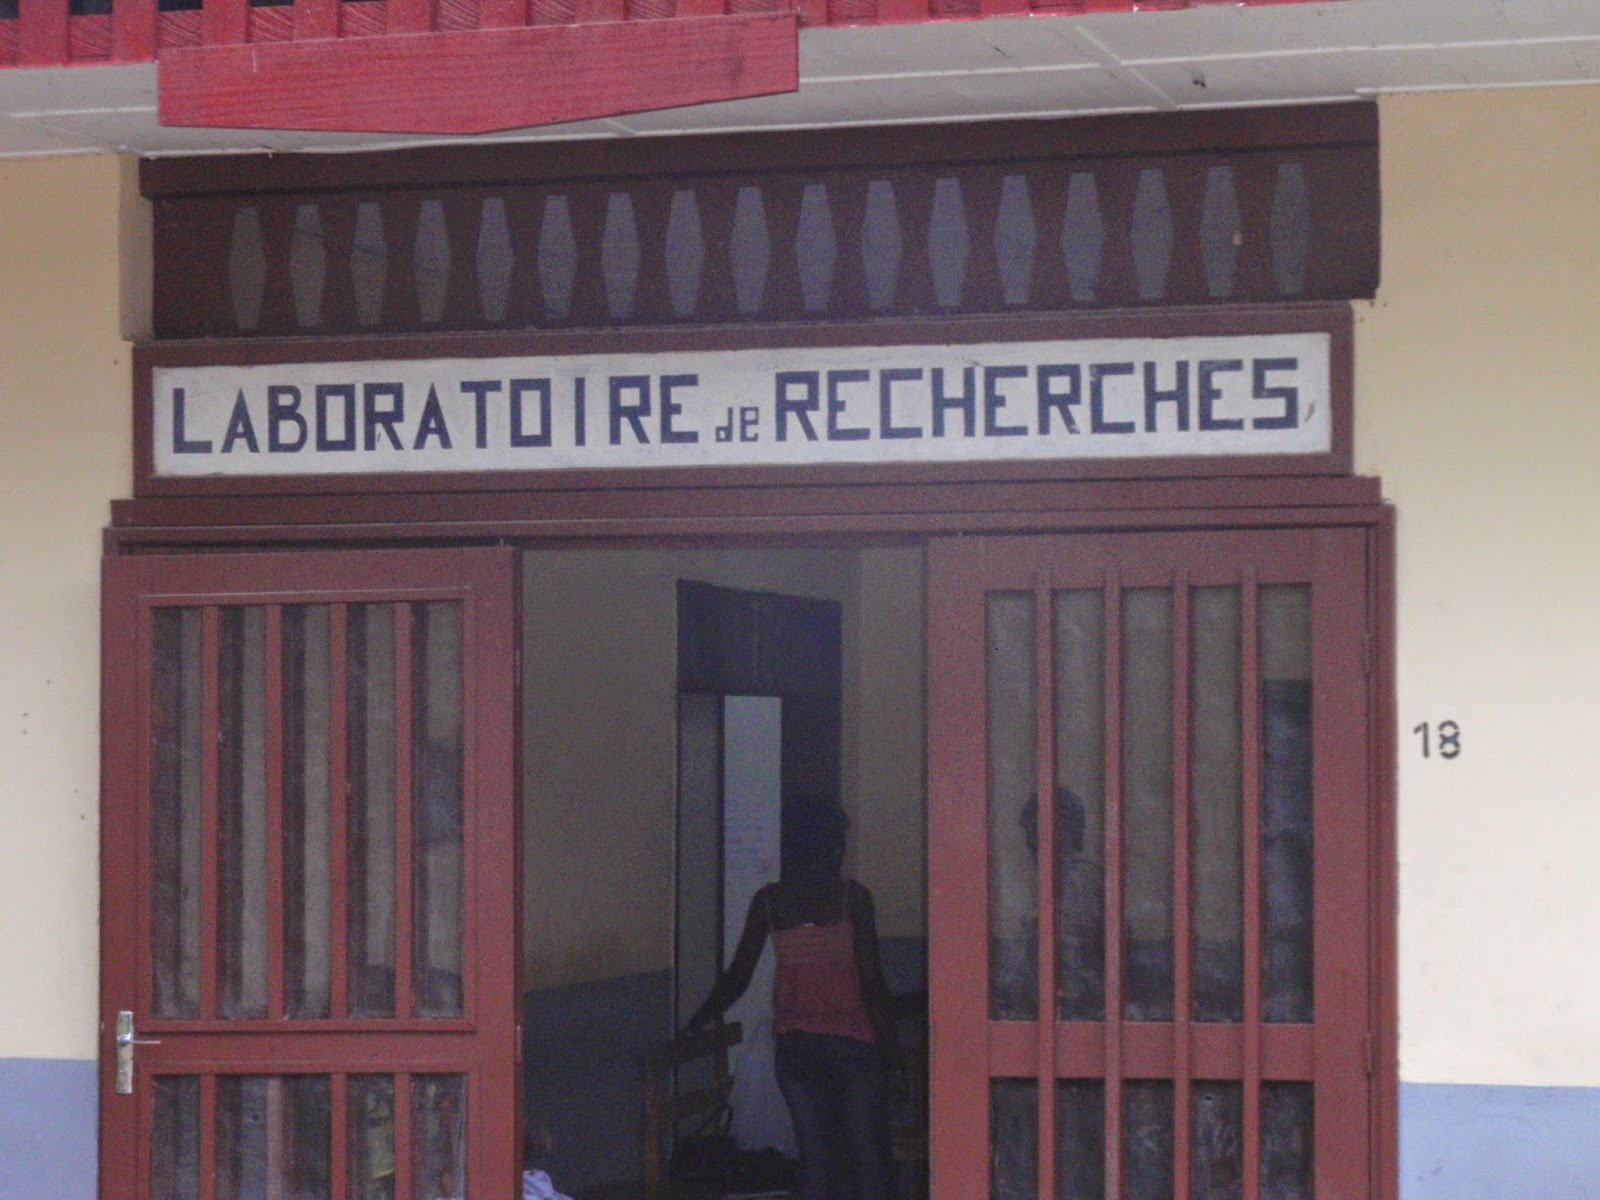 LABORATOIRE de RECHERCHES
18